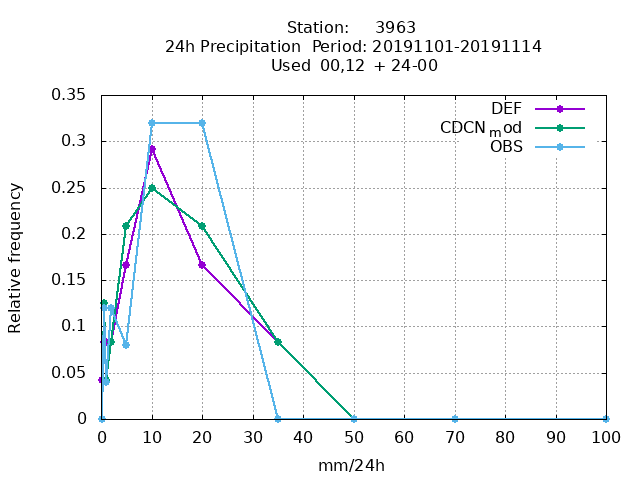 Station: 3963
24h Precipitation Period: 20191101-20191114
Used 00,12 + 24-00
DEF
CDCN_mod
OBS
Relative frequency
0.35
0.3
0.25
0.2
0.15
0.1
0.05
0
0 10 20 30 40 50 60 70 80 90 100
mm/24h